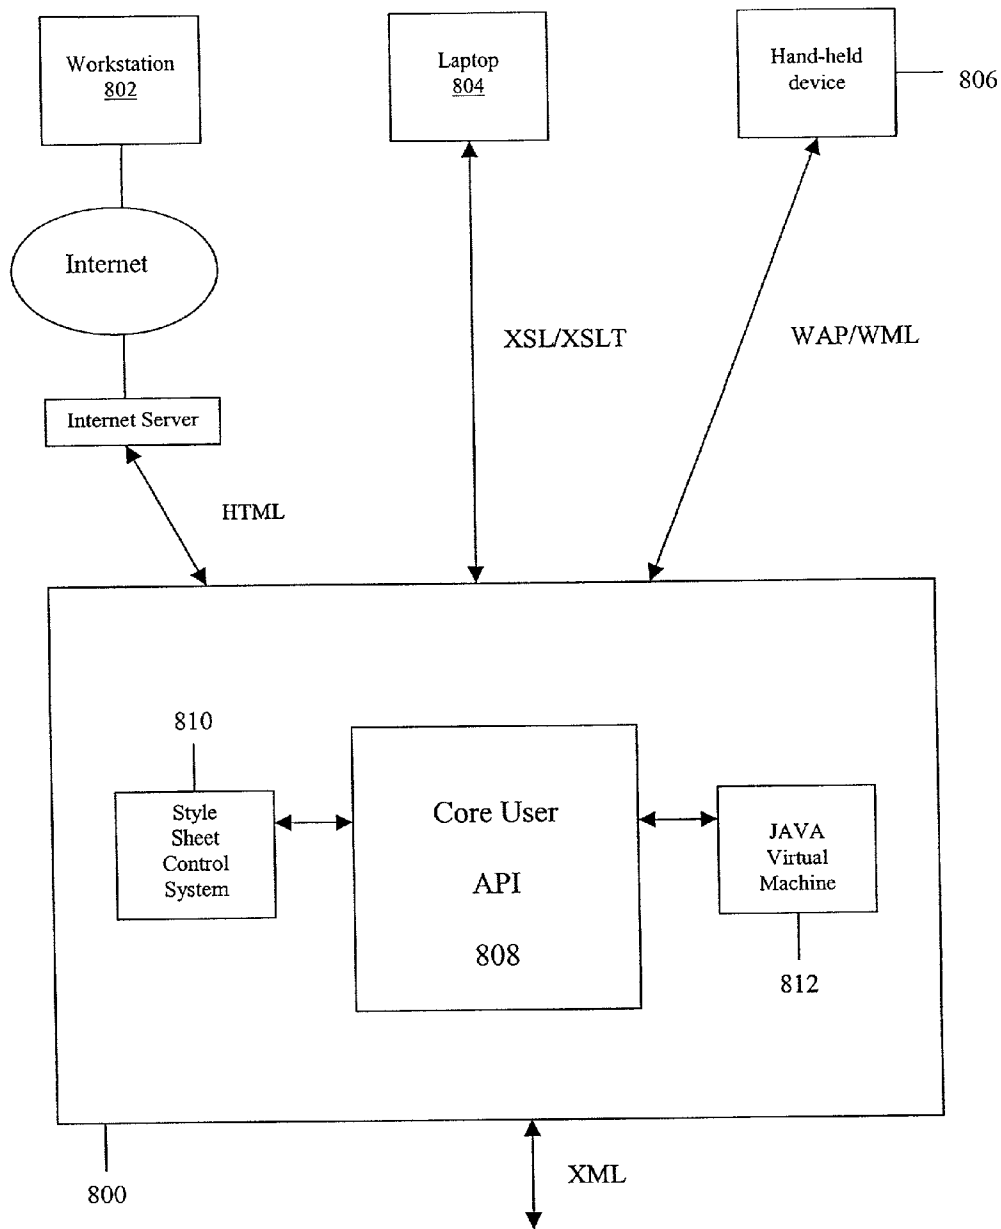 Workstation
802
Laptop
804
Hand-held
device
806
Internet
XSL/XSLT
WAP/WML
Internet Server
HTML
810
Style
Sheet
Control
System
Core User
API
808
JAVA
Virtual
Machine
812
800
XML